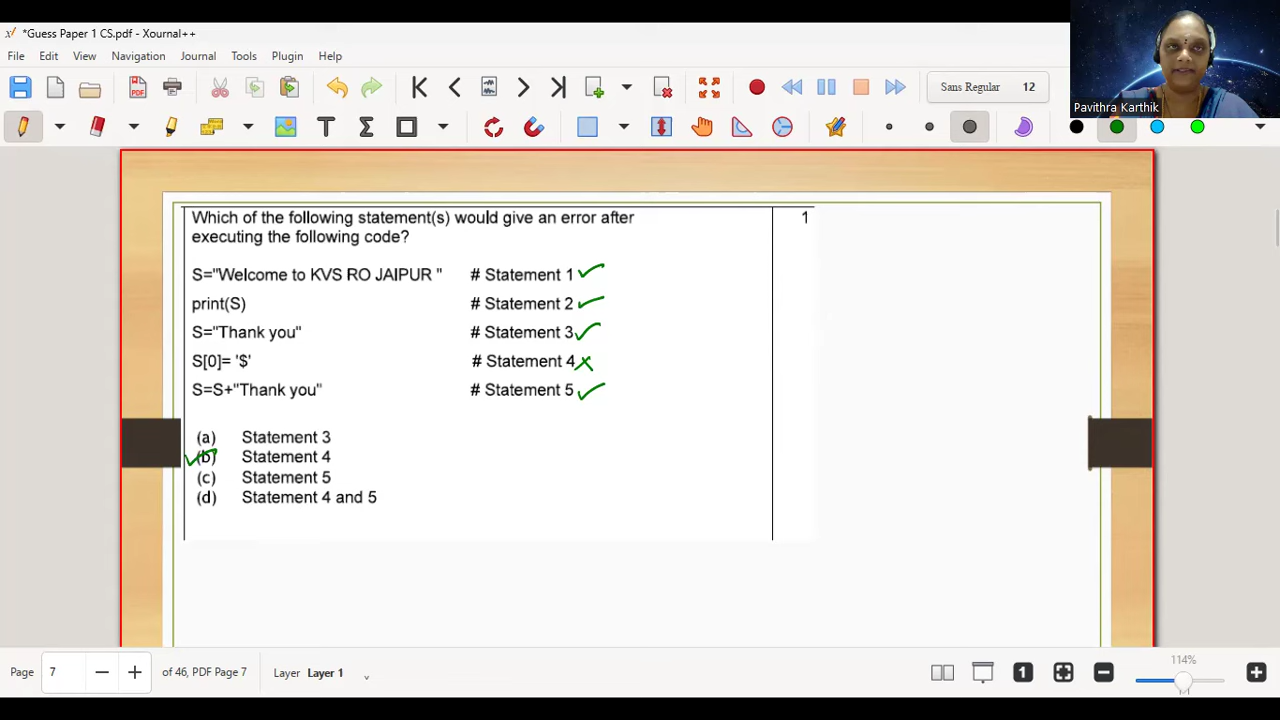 *Guess Paper 1 CS.pdf - Xournal++
File Edit View Navigation Journal Tools Plugin Help
PDF
Sans Regular 12
T Σ
Pavithra Karthik
Which of the following statement(s) would give an error after 1
executing the following code?
S="Welcome to KVS RO JAIPUR " # Statement 1 ✓
print(S) # Statement 2 ✓
S="Thank you" # Statement 3 ✓
S[0]= '$' # Statement 4 ✗
S=S+"Thank you" # Statement 5 ✓
(a) Statement 3
✓ (b) Statement 4
(c) Statement 5
(d) Statement 4 and 5
Page 7 of 46, PDF Page 7 Layer Layer 1 1 114%